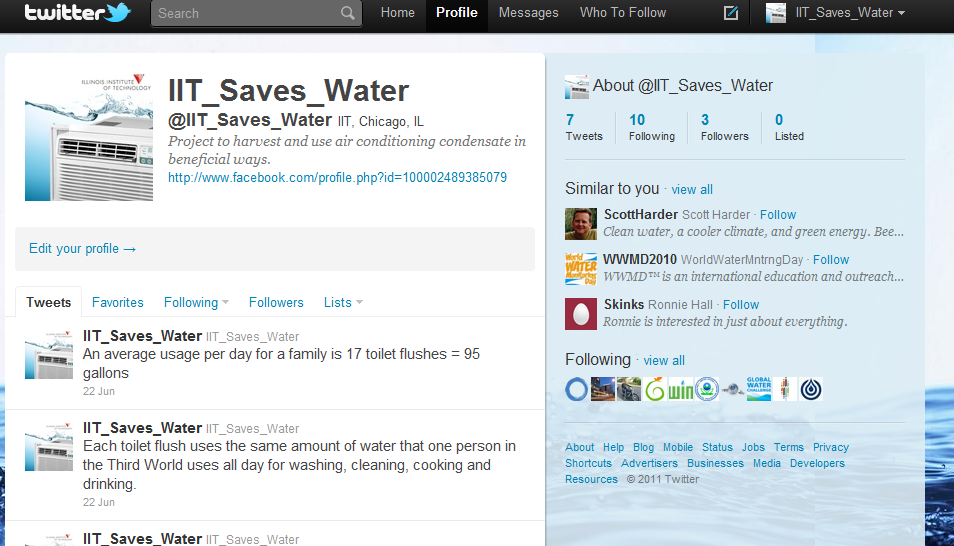 twitter
Search
Home
Profile
Messages
Who To Follow
IIT_Saves_Water
ILLINOIS INSTITUTE
OF TECHNOLOGY
IIT_Saves_Water
@IIT_Saves_Water IIT, Chicago, IL
Project to harvest and use air conditioning condensate in
beneficial ways.
http://www.facebook.com/profile.php?id=100002489385079
Edit your profile →
Tweets
Favorites
Following
Followers
Lists
IIT_Saves_Water IIT_Saves_Water
An average usage per day for a family is 17 toilet flushes = 95
gallons
22 Jun
IIT_Saves_Water IIT_Saves_Water
Each toilet flush uses the same amount of water that one person in
the Third World uses all day for washing, cleaning, cooking and
drinking.
22 Jun
IIT_Saves_Water IIT_Saves_Water
About @IIT_Saves_Water
7
Tweets
10
Following
3
Followers
0
Listed
Similar to you · view all
ScottHarder Scott Harder · Follow
Clean water, a cooler climate, and green energy. Bee...
World
WATER
Monitoring
Day
WWMD2010 WorldWaterMntrngDay · Follow
WWMD™ is an international education and outreach...
Skinks Ronnie Hall · Follow
Ronnie is interested in just about everything.
Following · view all
win
GLOBAL
WATER
CHALLENGE
About Help Blog Mobile Status Jobs Terms Privacy
Shortcuts Advertisers Businesses Media Developers
Resources © 2011 Twitter